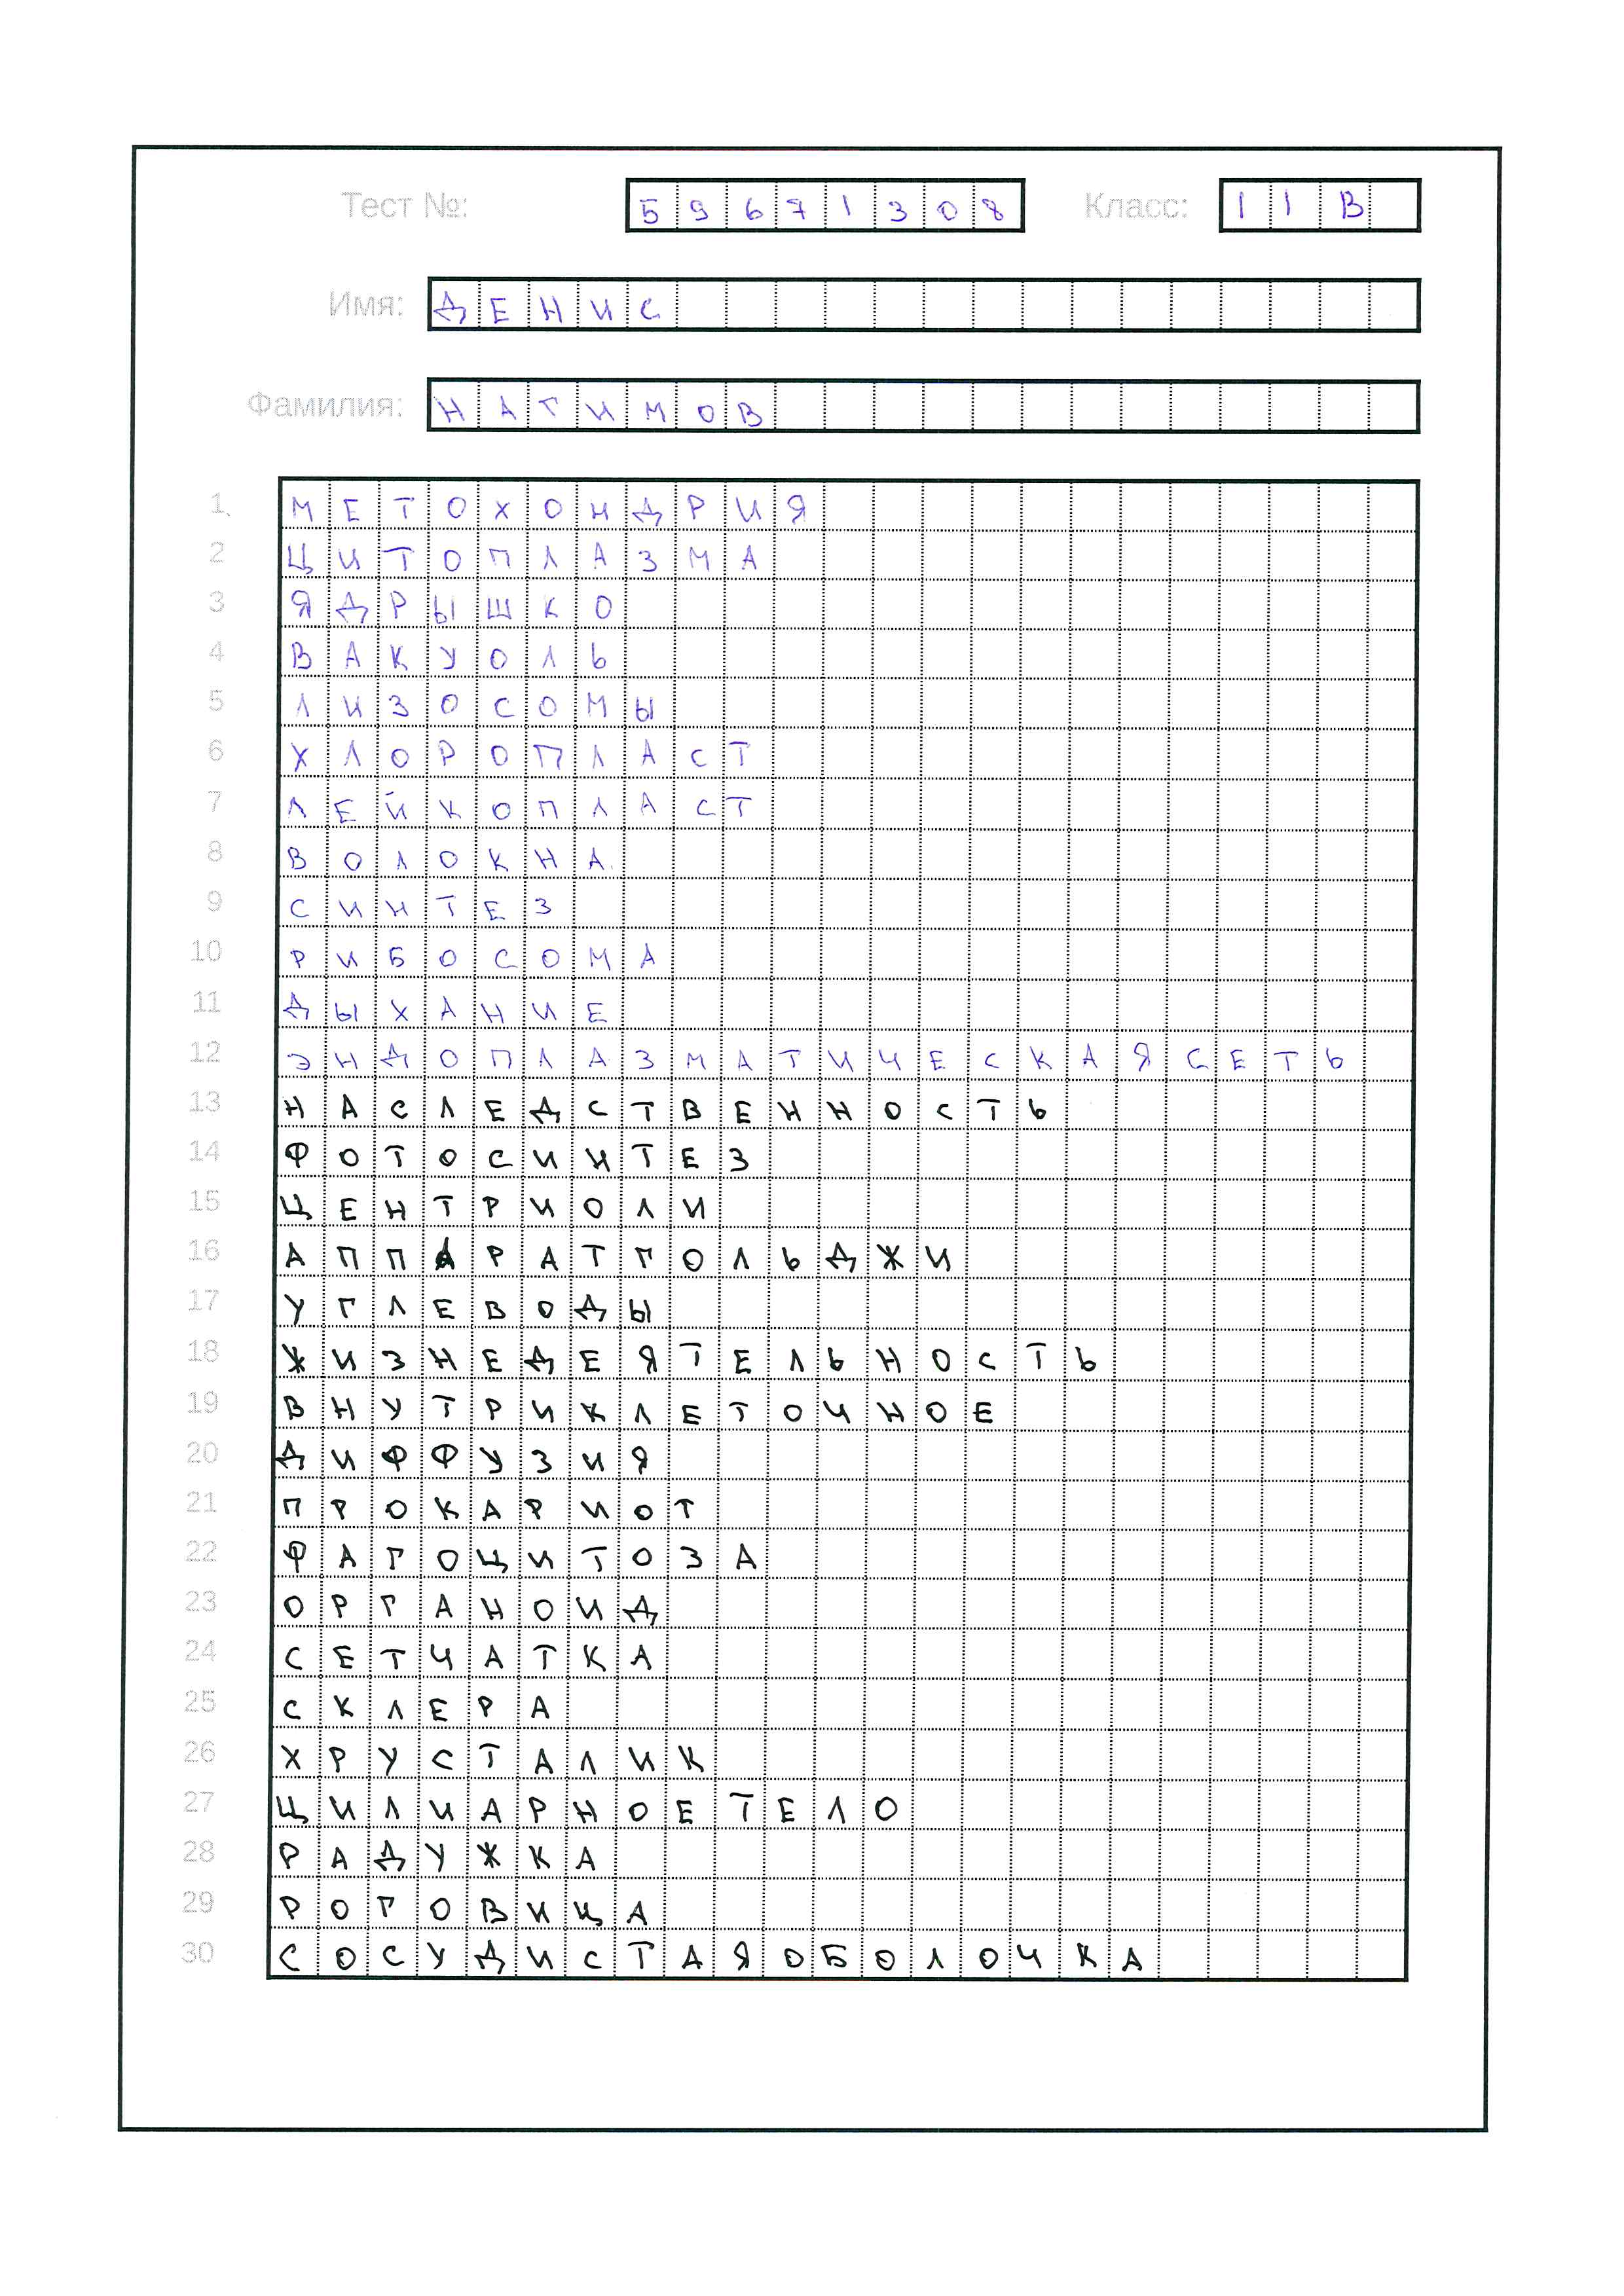 Тест №: 59671308 Класс: 11В
Имя: ДЕНИС
Фамилия: НАГИМОВ
1. МЕТОХОНДРИЯ
2 ЦИТОПЛАЗМА
3 ЯДРЫШКО
4 ВАКУОЛЬ
5 ЛИЗОСОМЫ
6 ХЛОРОПЛАСТ
7 ЛЕЙКОПЛАСТ
8 ВОЛОКНА
9 СИНТЕЗ
10 РИБОСОМА
11 ДЫХАНИЕ
12 ЭНДОПЛАЗМАТИЧЕСКАЯСЕТЬ
13 НАСЛЕДСТВЕННОСТЬ
14 ФОТОСИНТЕЗ
15 ЦЕНТРИОЛИ
16 АППАРАТГОЛЬДЖИ
17 УГЛЕВОДЫ
18 ЖИЗНЕДЕЯТЕЛЬНОСТЬ
19 ВНУТРИКЛЕТОЧНОЕ
20 ДИФФУЗИЯ
21 ПРОКАРИОТ
22 ФАГОЦИТОЗА
23 ОРГАНОИД
24 СЕТЧАТКА
25 СКЛЕРА
26 ХРУСТАЛИК
27 ЦИЛИАРНОЕТЕЛО
28 РАДУЖКА
29 РОГОВИЦА
30 СОСУДИСТАЯОБОЛОЧКА